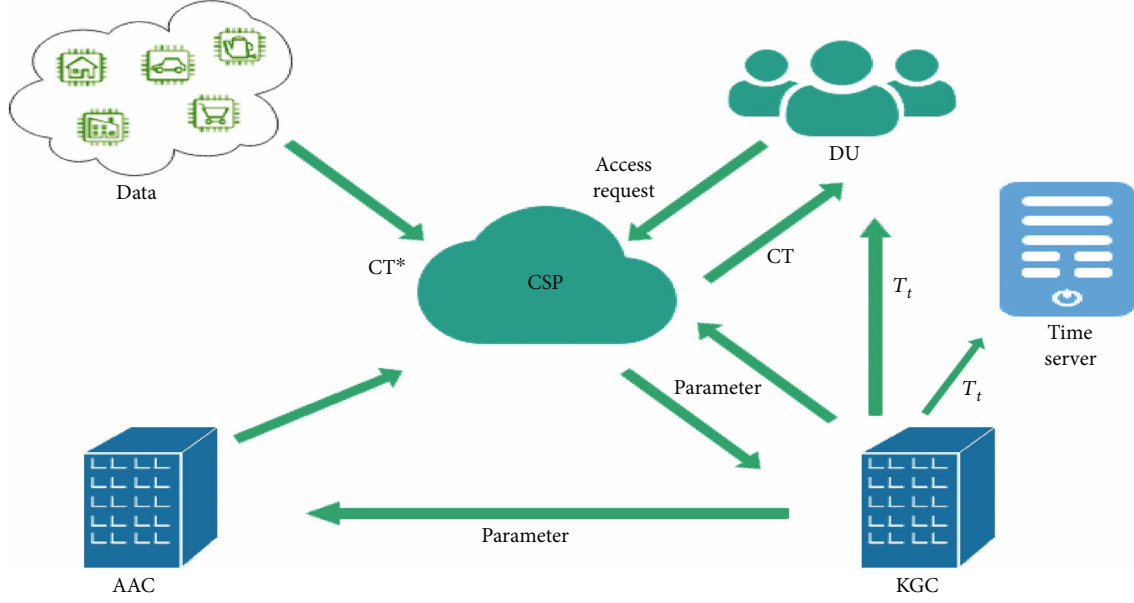 Data
DU
Access
request
CT*
CSP
CT
T_t
Time
server
Parameter
T_t
Parameter
AAC
KGC